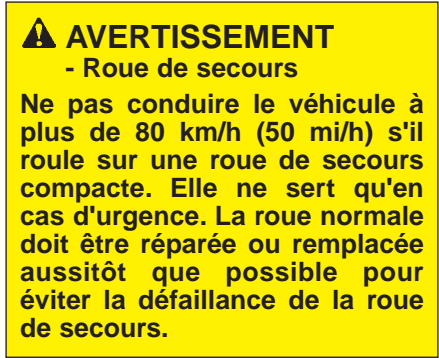 AVERTISSEMENT
- Roue de secours
Ne pas conduire le véhicule à
plus de 80 km/h (50 mi/h) s'il
roule sur une roue de secours
compacte. Elle ne sert qu'en
cas d'urgence. La roue normale
doit être réparée ou remplacée
aussitôt que possible pour
éviter la défaillance de la roue
de secours.